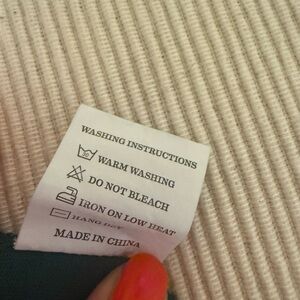 WASHING INSTRUCTIONS
WARM WASHING
DO NOT BLEACH
IRON ON LOW HEAT
HANG DRY
MADE IN CHINA